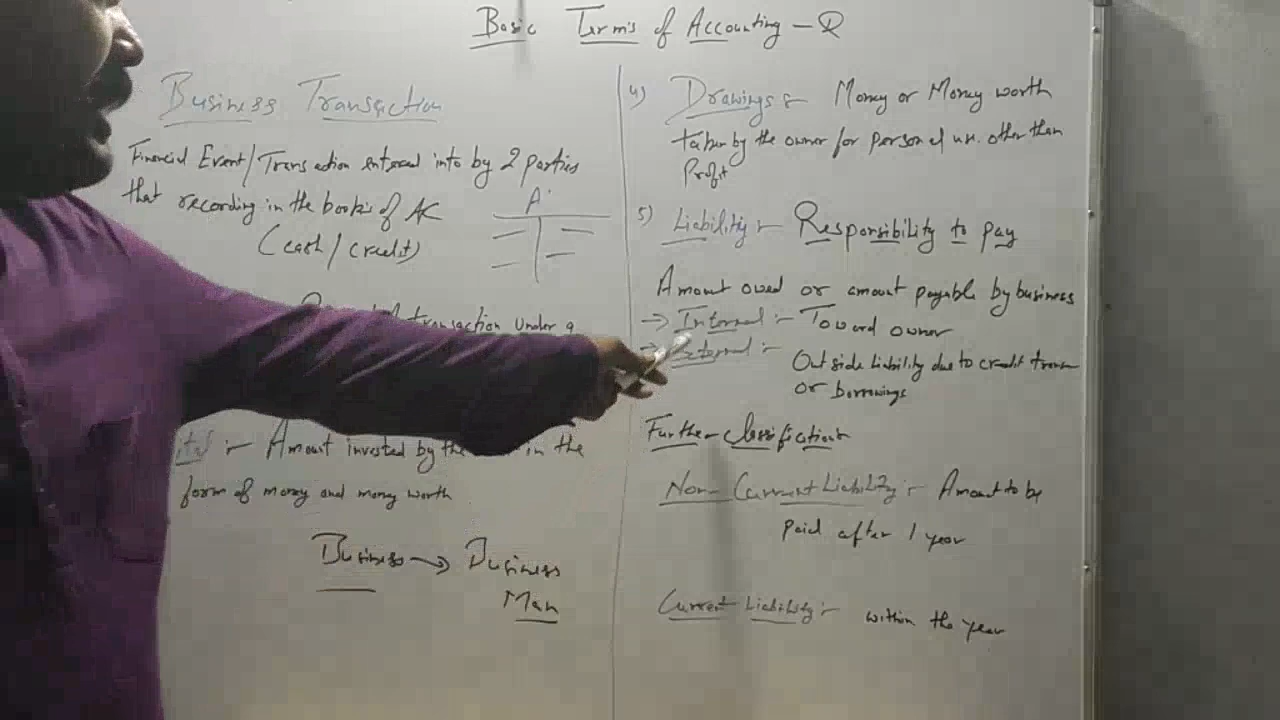 Basic Terms of Accounting - R
Business Transaction
Financial Event/Transaction entered into by 2 parties
that recording in the books of A/C
(cash/credit)
A
transaction under a
:- Amount invested by the in the
form of money and money worth
Business → Business
Man
4) Drawings :- Money or Money worth
taken by the owner for personal use other than
Profit
5) Liability :- Responsibility to pay
Amount owed or amount payable by business
→ Internal :- Toward owner
→ External :- Outside liability due to credit trans
or borrowings
Further classifications
Non-Current Liability :- Amount to be
paid after 1 year
Current Liability :- within the year